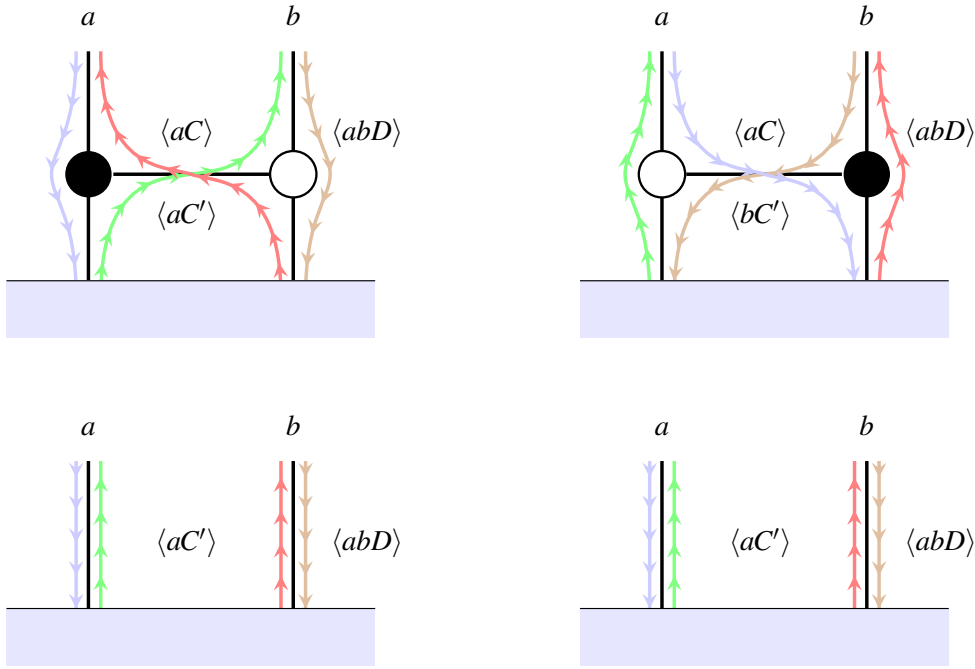 a b
⟨aC⟩ ⟨abD⟩
⟨aC′⟩
a b
⟨aC⟩ ⟨abD⟩
⟨bC′⟩
a b
⟨aC′⟩ ⟨abD⟩
a b
⟨aC′⟩ ⟨abD⟩